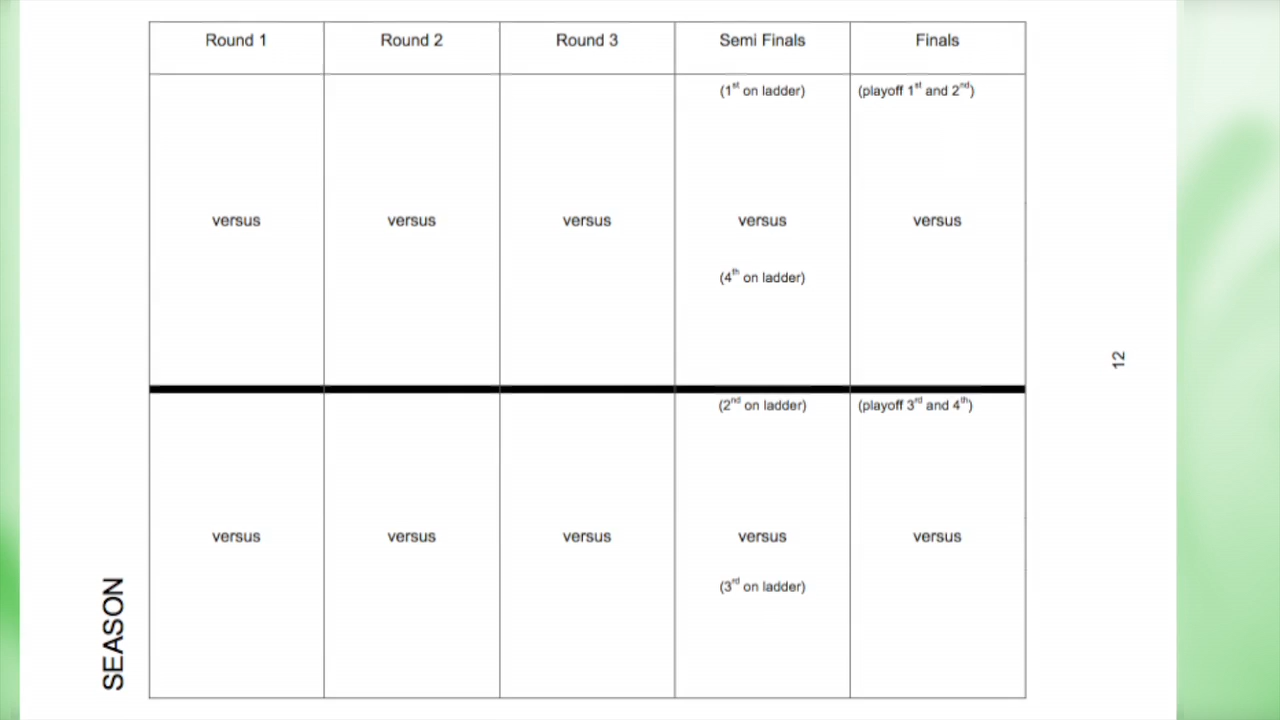 SEASON
Round 1 Round 2 Round 3 Semi Finals Finals
(1st on ladder) (playoff 1st and 2nd)
versus versus versus versus versus
(4th on ladder)
(2nd on ladder) (playoff 3rd and 4th)
versus versus versus versus versus
(3rd on ladder)
12